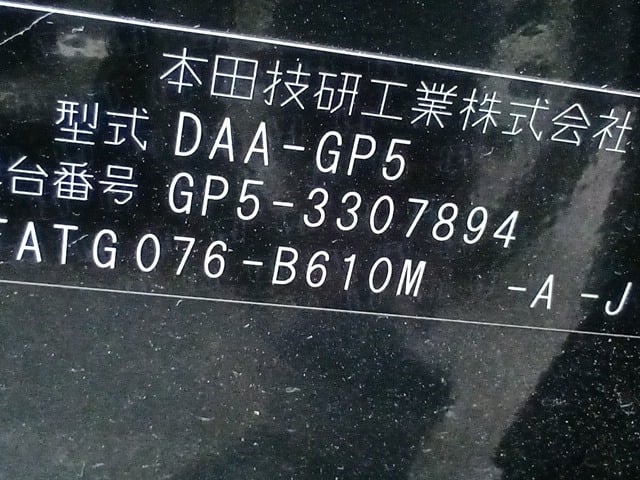 本田技研工業株式会社
型式 DAA-GP5
台番号 GP5-3307894
ATG076-B610M -A -J